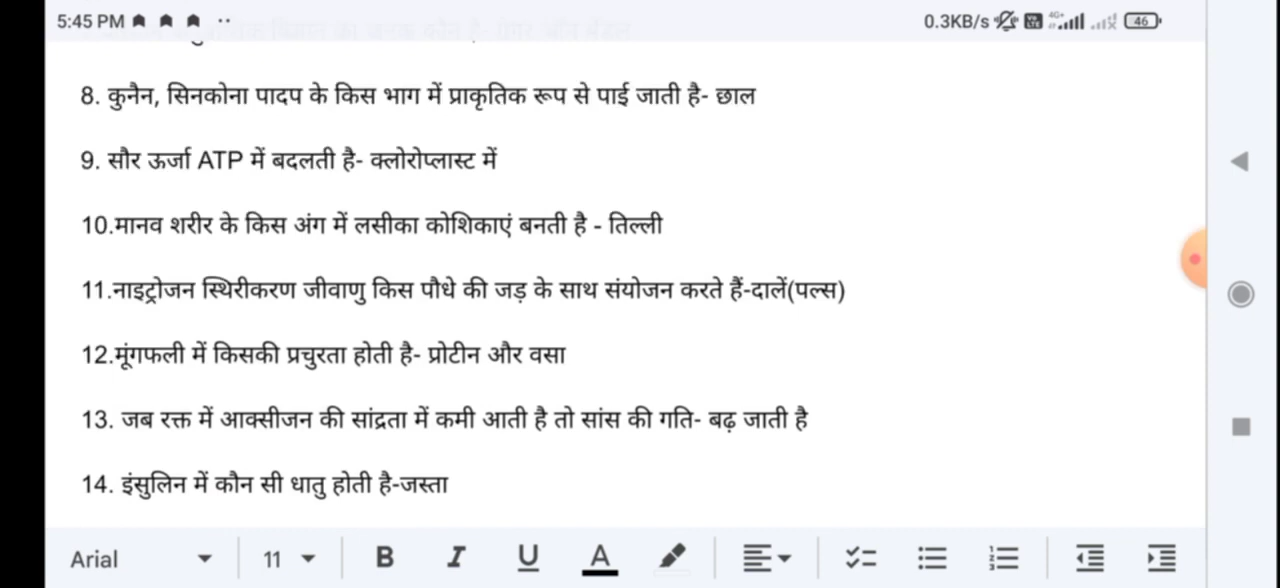 5:45 PM
0.3KB/s 4G+ 46
8. कुनैन, सिनकोना पादप के किस भाग में प्राकृतिक रूप से पाई जाती है- छाल
9. सौर ऊर्जा ATP में बदलती है- क्लोरोप्लास्ट में
10.मानव शरीर के किस अंग में लसीका कोशिकाएं बनती है - तिल्ली
11.नाइट्रोजन स्थिरीकरण जीवाणु किस पौधे की जड़ के साथ संयोजन करते हैं-दालें(पल्स)
12.मूंगफली में किसकी प्रचुरता होती है- प्रोटीन और वसा
13. जब रक्त में आक्सीजन की सांद्रता में कमी आती है तो सांस की गति- बढ़ जाती है
14. इंसुलिन में कौन सी धातु होती है-जस्ता
Arial 11 B I U A